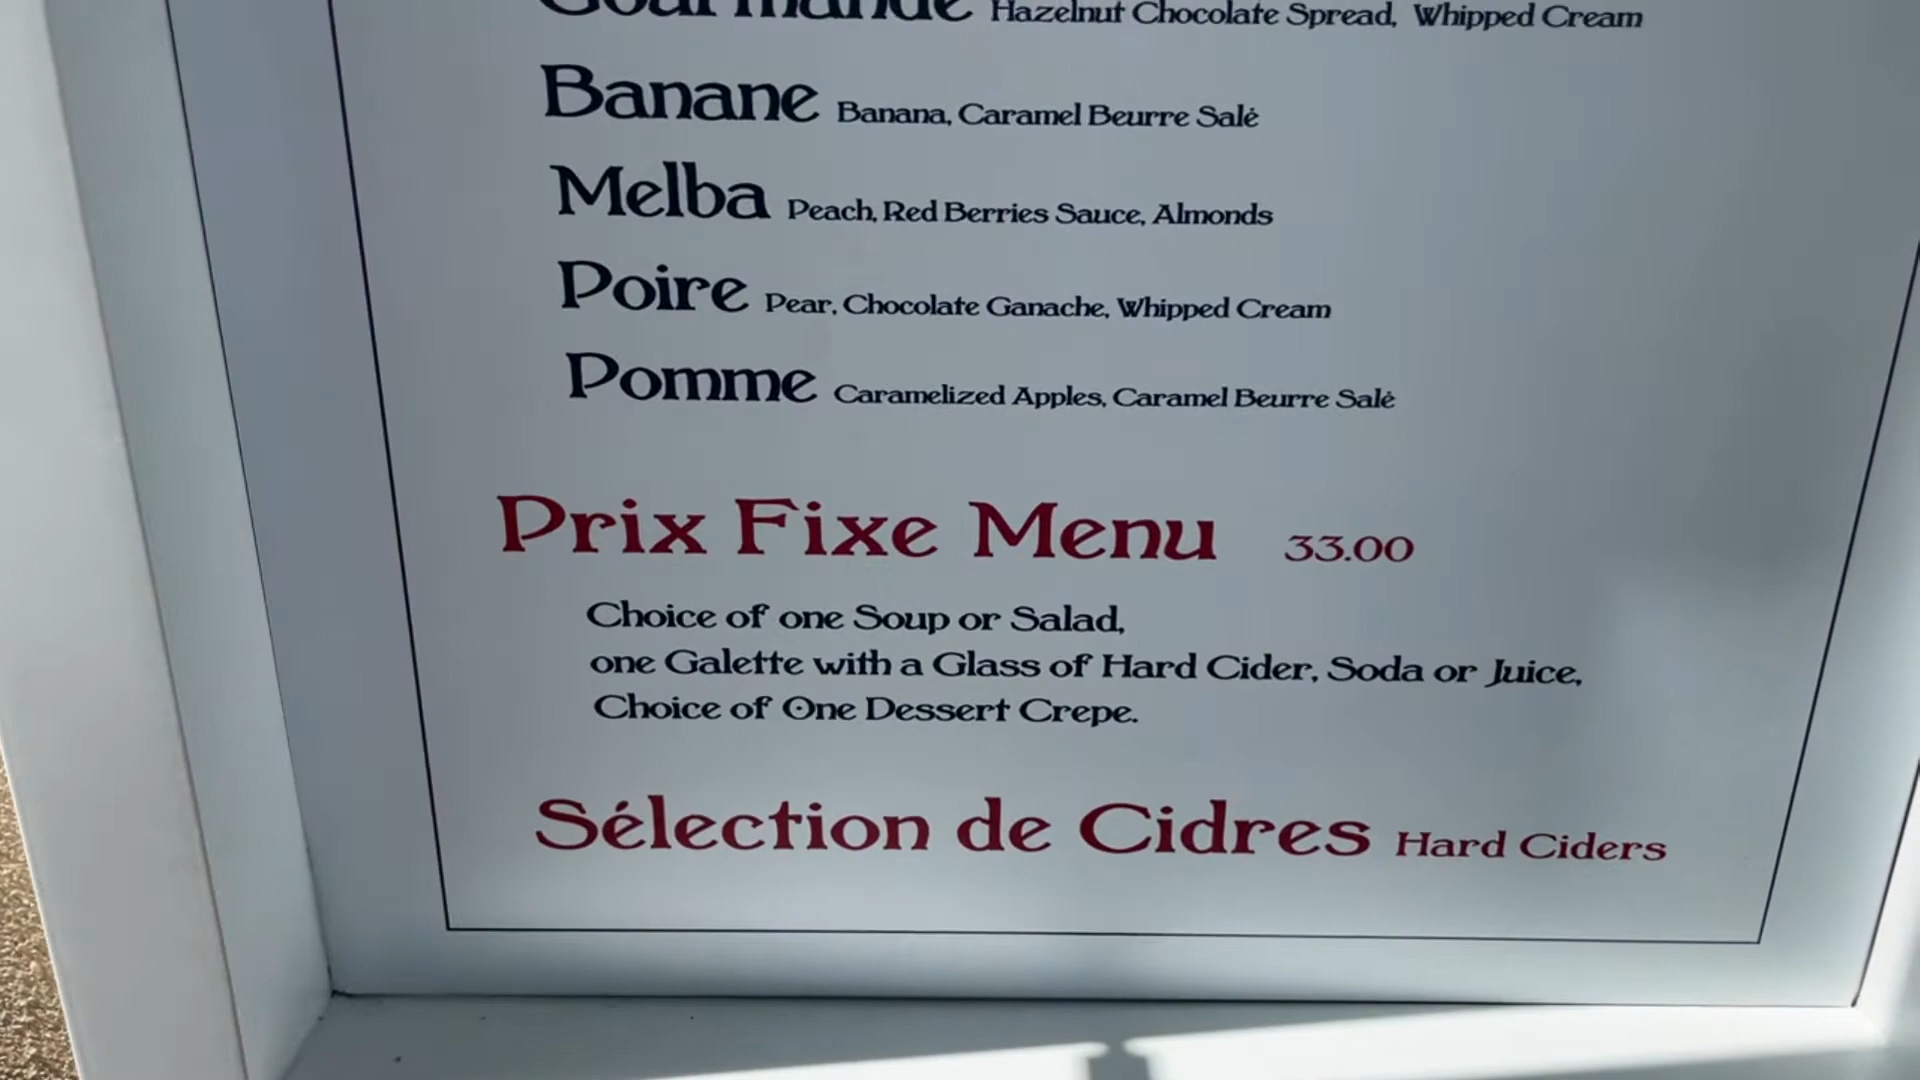 Gourmande Hazelnut Chocolate Spread, Whipped Cream
Banane Banana, Caramel Beurre Salé
Melba Peach, Red Berries Sauce, Almonds
Poire Pear, Chocolate Ganache, Whipped Cream
Pomme Caramelized Apples, Caramel Beurre Salé
Prix Fixe Menu 33.00
Choice of one Soup or Salad,
one Galette with a Glass of Hard Cider, Soda or Juice,
Choice of One Dessert Crepe.
Sélection de Cidres Hard Ciders